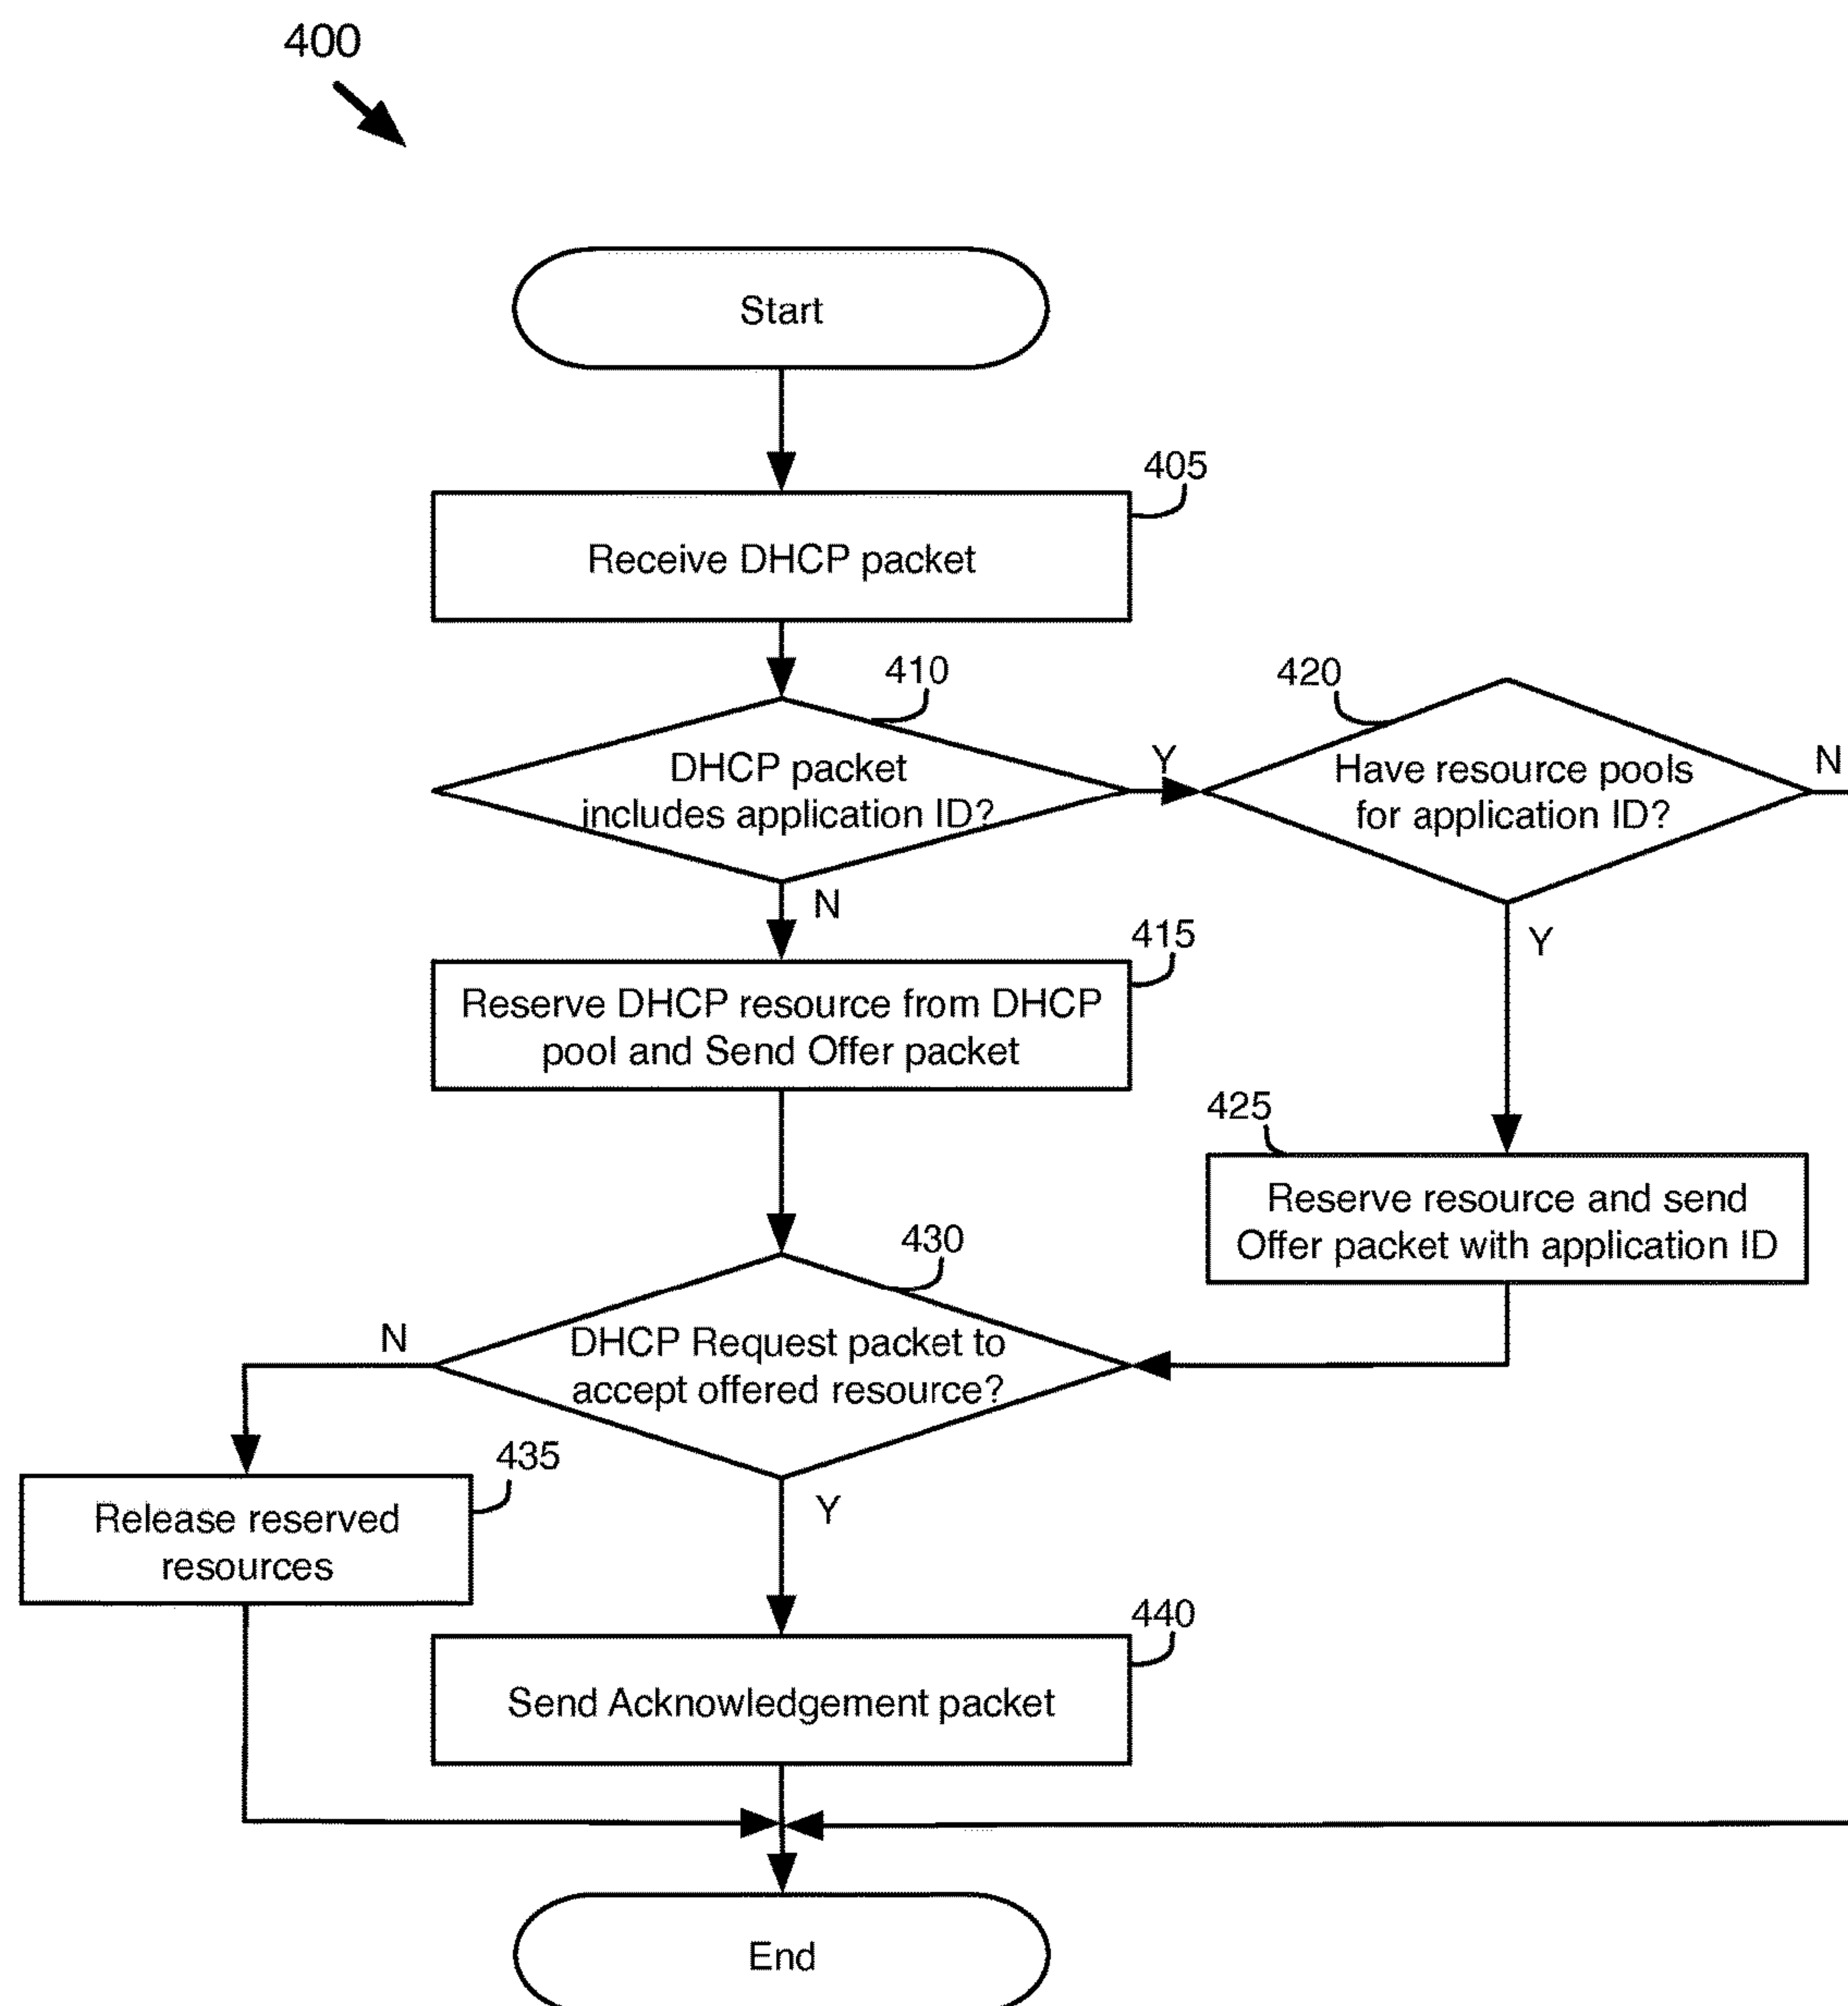 400
Start
405
Receive DHCP packet
410
420
DHCP packet
includes application ID?
Y
Have resource pools
for application ID?
N
N
Y
415
Reserve DHCP resource from DHCP
pool and Send Offer packet
425
Reserve resource and send
Offer packet with application ID
430
N
DHCP Request packet to
accept offered resource?
435
Release reserved
resources
Y
440
Send Acknowledgement packet
End